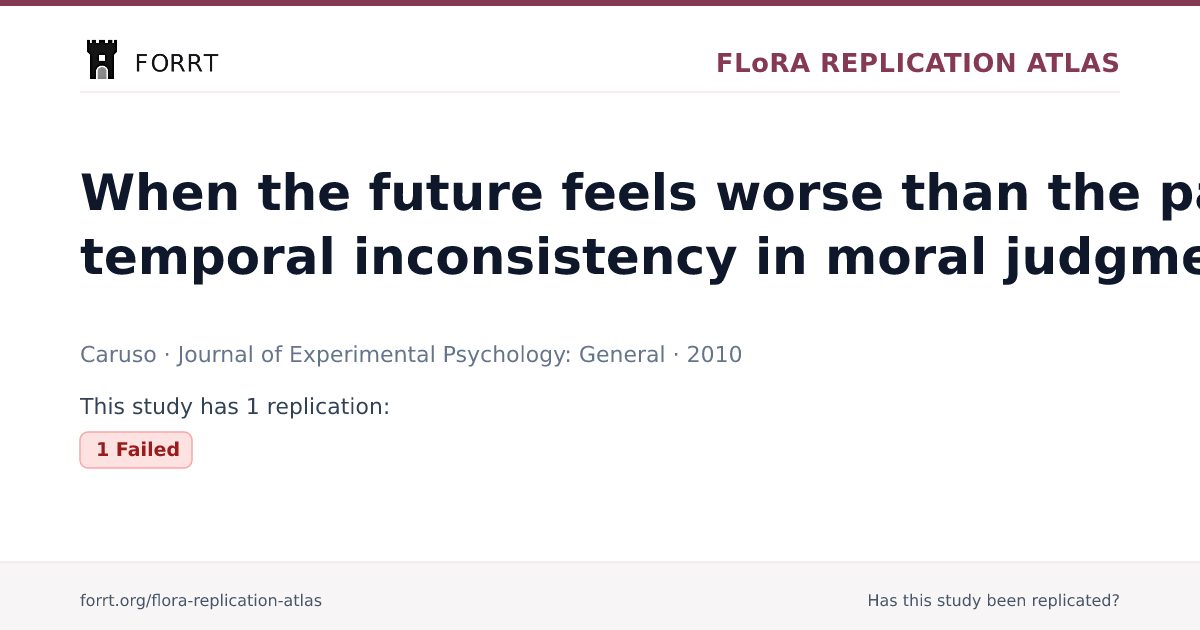 FORRT
FLoRA REPLICATION ATLAS
When the future feels worse than the pa
temporal inconsistency in moral judgme
Caruso · Journal of Experimental Psychology: General · 2010
This study has 1 replication:
1 Failed
forrt.org/flora-replication-atlas
Has this study been replicated?